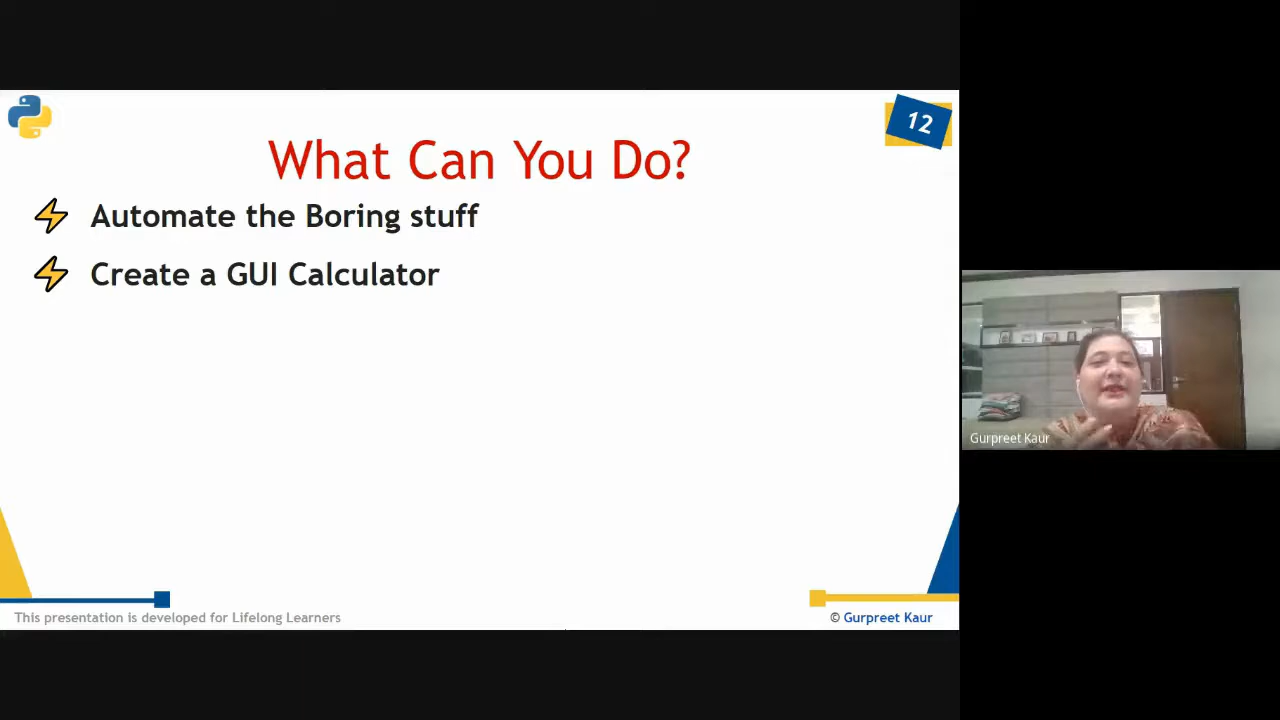 12
What Can You Do?
Automate the Boring stuff
Create a GUI Calculator
Gurpreet Kaur
This presentation is developed for Lifelong Learners
© Gurpreet Kaur